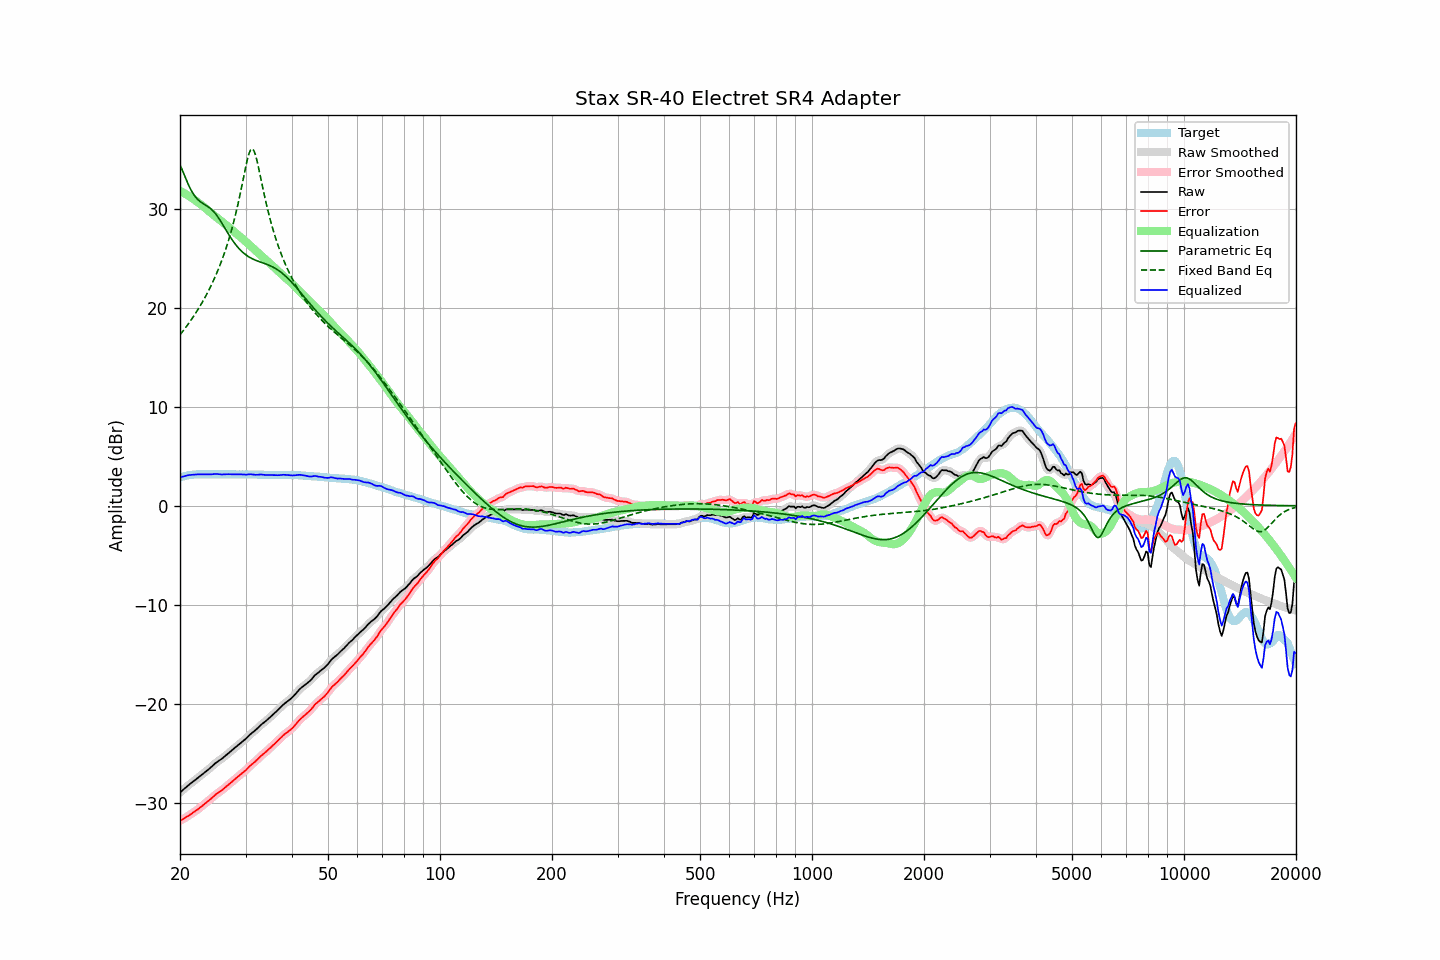 Stax SR-40 Electret SR4 Adapter
Amplitude (dBr)
30
20
10
0
−10
−20
−30
Target
Raw Smoothed
Error Smoothed
Raw
Error
Equalization
Parametric Eq
Fixed Band Eq
Equalized
20 50 100 200 500 1000 2000 5000 10000 20000
Frequency (Hz)